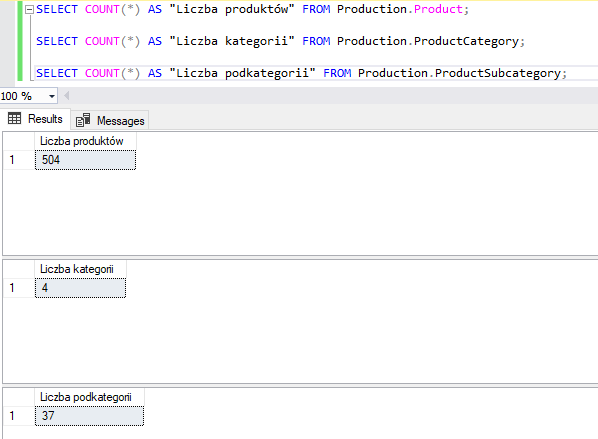 SELECT COUNT(*) AS "Liczba produktów" FROM Production.Product;
SELECT COUNT(*) AS "Liczba kategorii" FROM Production.ProductCategory;
SELECT COUNT(*) AS "Liczba podkategorii" FROM Production.ProductSubcategory;
100 %
Results Messages
Liczba produktów
1 504
Liczba kategorii
1 4
Liczba podkategorii
1 37